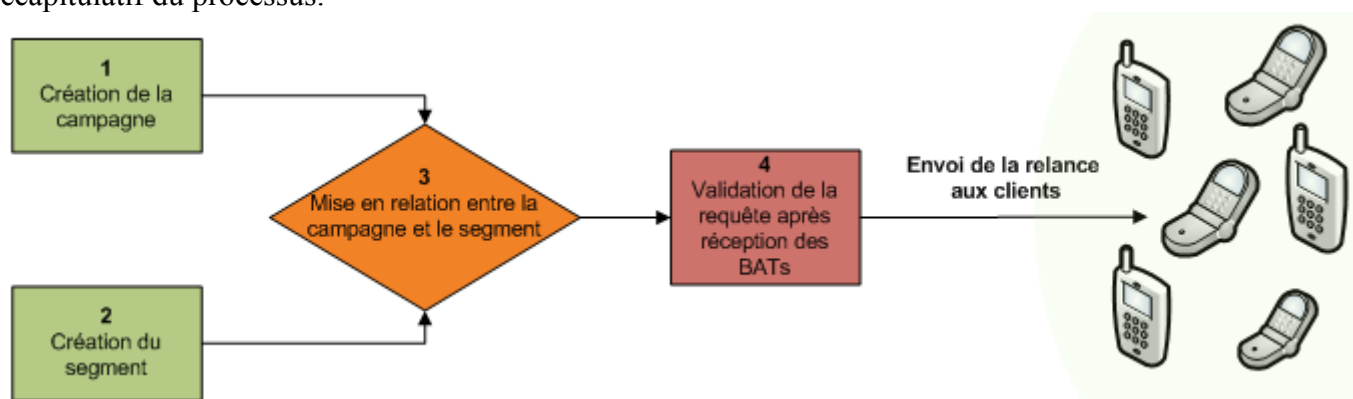 écapitulatif du processus.
1
Création de la
campagne
3
Mise en relation entre la
campagne et le segment
4
Validation de la
requête après
réception des
BATs
Envoi de la relance
aux clients
2
Création du
segment